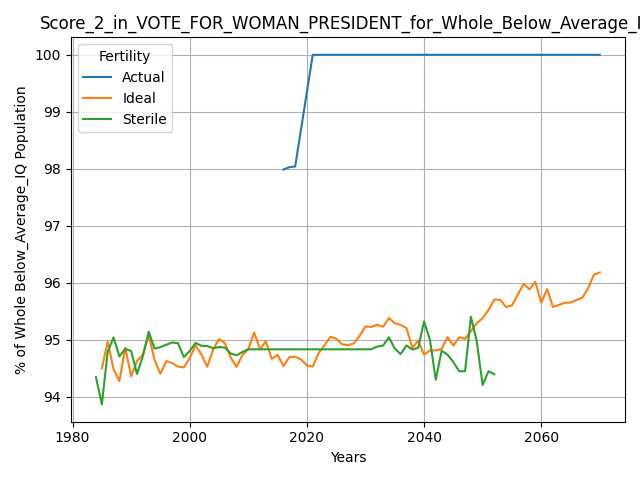 Score_2_in_VOTE_FOR_WOMAN_PRESIDENT_for_Whole_Below_Average_I
Fertility
Actual
Ideal
Sterile
100
99
98
97
96
95
94
% of Whole Below_Average_IQ Population
1980 2000 2020 2040 2060
Years